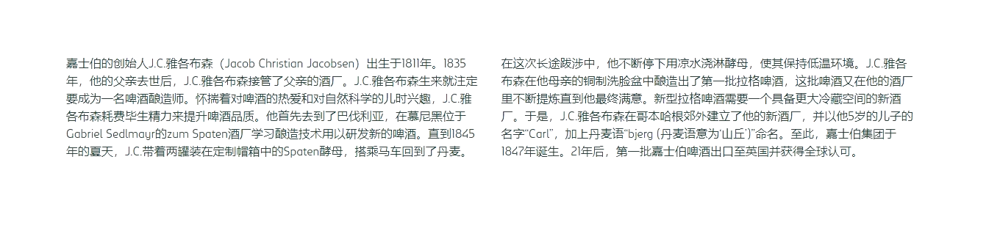 嘉士伯的创始人J.C.雅各布森（Jacob Christian Jacobsen）出生于1811年。1835
年，他的父亲去世后，J.C.雅各布森接管了父亲的酒厂。J.C.雅各布森生来就注定
要成为一名啤酒酿造师。怀揣着对啤酒的热爱和对自然科学的儿时兴趣，J.C.雅
各布森耗费毕生精力来提升啤酒品质。他首先去到了巴伐利亚，在慕尼黑位于
Gabriel Sedlmayr的zum Spaten酒厂学习酿造技术用以研发新的啤酒。直到1845
年的夏天，J.C.带着两罐装在定制帽箱中的Spaten酵母，搭乘马车回到了丹麦。
在这次长途跋涉中，他不断停下用凉水浇淋酵母，使其保持低温环境。J.C.雅各
布森在他母亲的铜制洗脸盆中酿造出了第一批拉格啤酒，这批啤酒又在他的酒厂
里不断提炼直到他最终满意。新型拉格啤酒需要一个具备更大冷藏空间的新酒
厂。于是，J.C.雅各布森在哥本哈根郊外建立了他的新酒厂，并以他5岁的儿子的
名字“Carl”，加上丹麦语“bjerg (丹麦语意为‘山丘’)”命名。至此，嘉士伯集团于
1847年诞生。21年后，第一批嘉士伯啤酒出口至英国并获得全球认可。